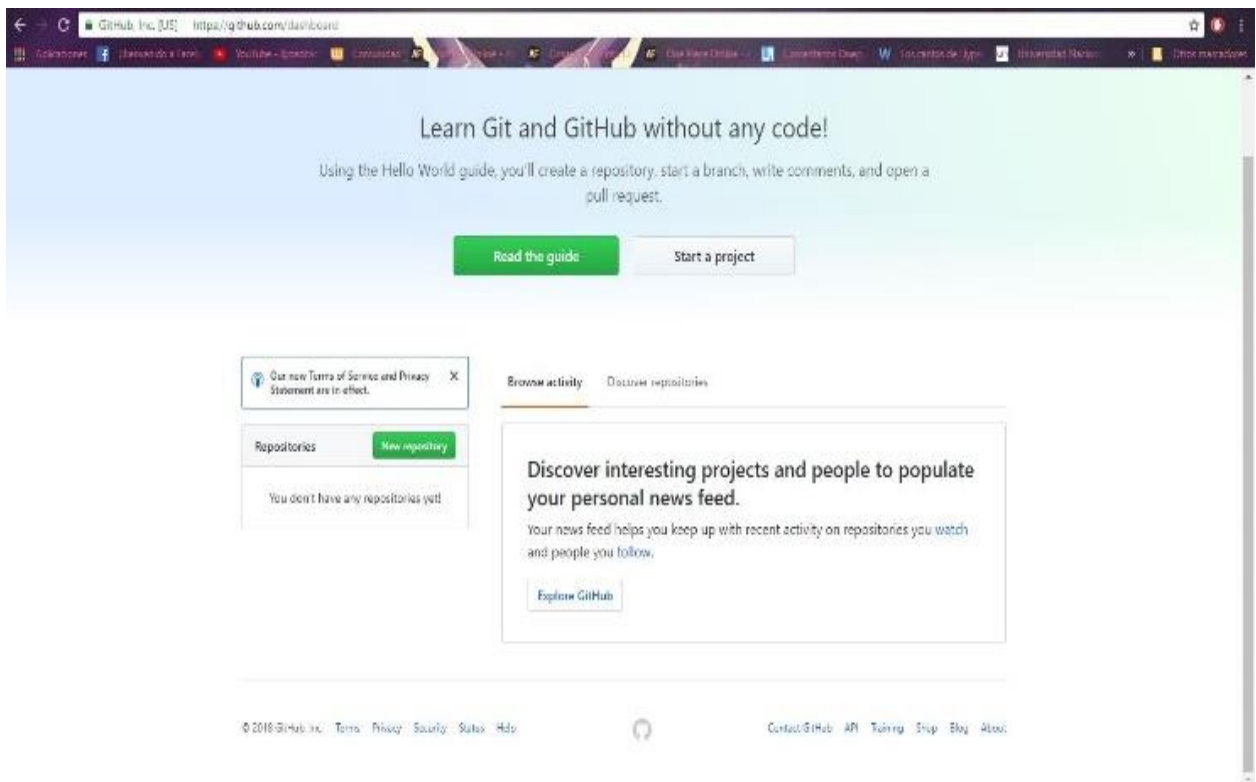 GitHub, Inc. [US] https://github.com/dashboard
Aplicaciones
YouTube
Comunidad
Otros marcadores
Learn Git and GitHub without any code!
Using the Hello World guide, you'll create a repository, start a branch, write comments, and open a
pull request.
Read the guide
Start a project
Our new Terms of Service and Privacy
Statement are in effect.
Repositories
New repository
You don't have any repositories yet!
Browse activity
Discover repositories
Discover interesting projects and people to populate
your personal news feed.
Your news feed helps you keep up with recent activity on repositories you watch
and people you follow.
Explore GitHub
© 2018 GitHub Inc. Terms Privacy Security Status Help
Contact GitHub API Training Shop Blog About